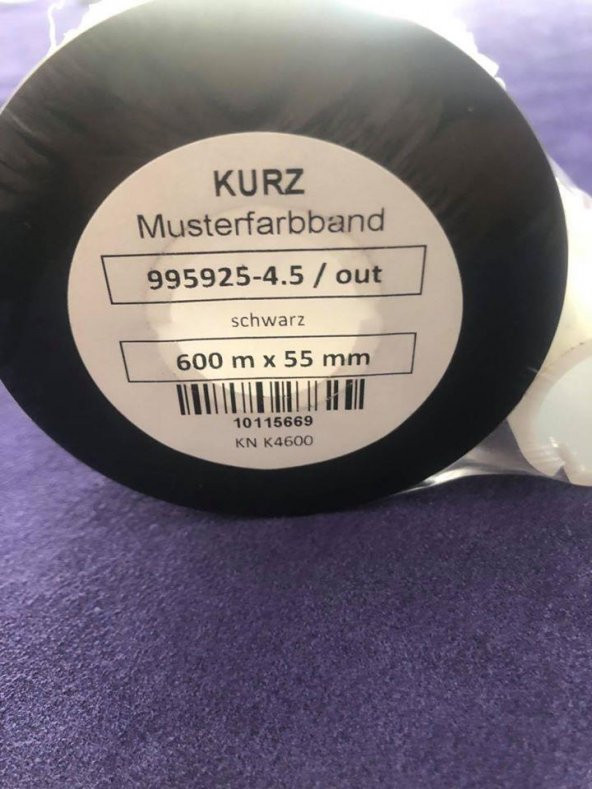 KURZ
Musterfarbband
995925-4.5 / out
schwarz
600 m x 55 mm
10115669
KN K4600